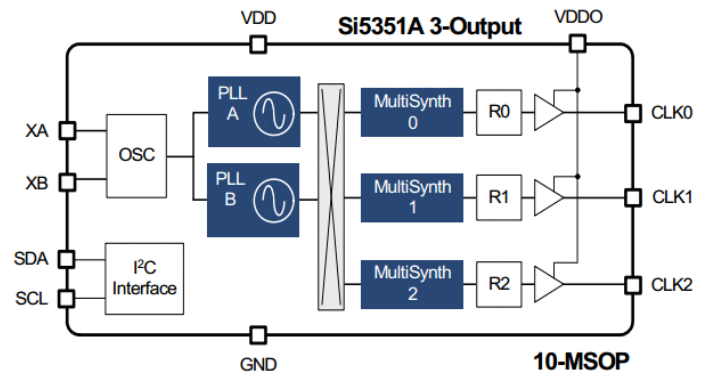 VDD
Si5351A 3-Output
VDDO
PLL
A
MultiSynth
0
R0
CLK0
XA
OSC
XB
PLL
B
MultiSynth
1
R1
CLK1
SDA
I²C
Interface
SCL
MultiSynth
2
R2
CLK2
GND
10-MSOP